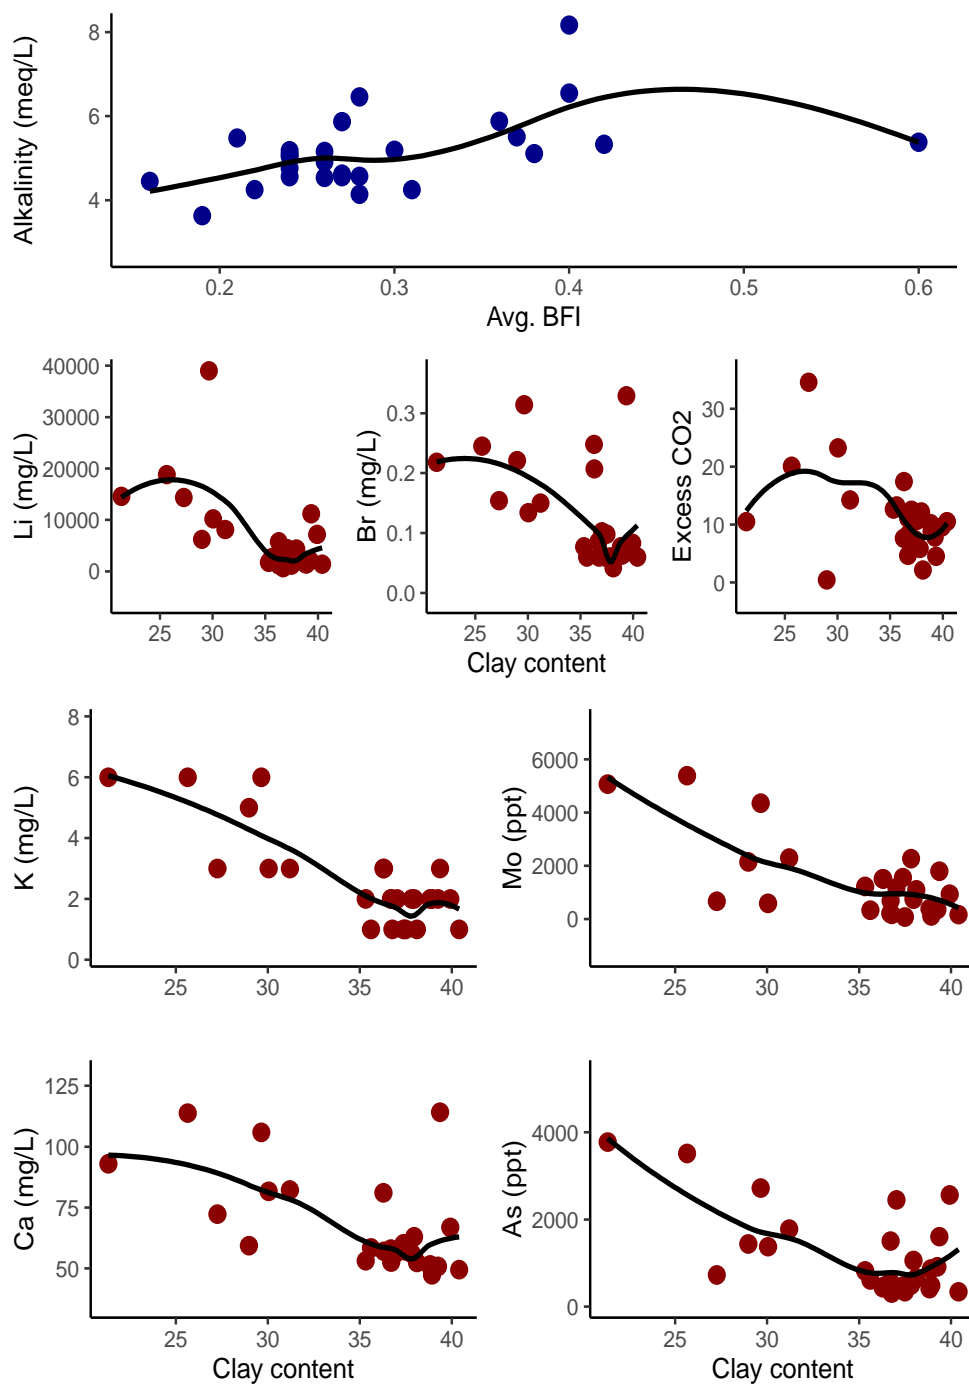 Alkalinity (meq/L)
8
6
4
0.2 0.3 0.4 0.5 0.6
Avg. BFI
Li (mg/L)
40000
30000
20000
10000
0
25 30 35 40
Br (mg/L)
0.3
0.2
0.1
0.0
25 30 35 40
Clay content
Excess CO2
30
20
10
0
25 30 35 40
K (mg/L)
8
6
4
2
0
25 30 35 40
Mo (ppt)
6000
4000
2000
0
25 30 35 40
Ca (mg/L)
125
100
75
50
25 30 35 40
Clay content
As (ppt)
4000
2000
0
25 30 35 40
Clay content